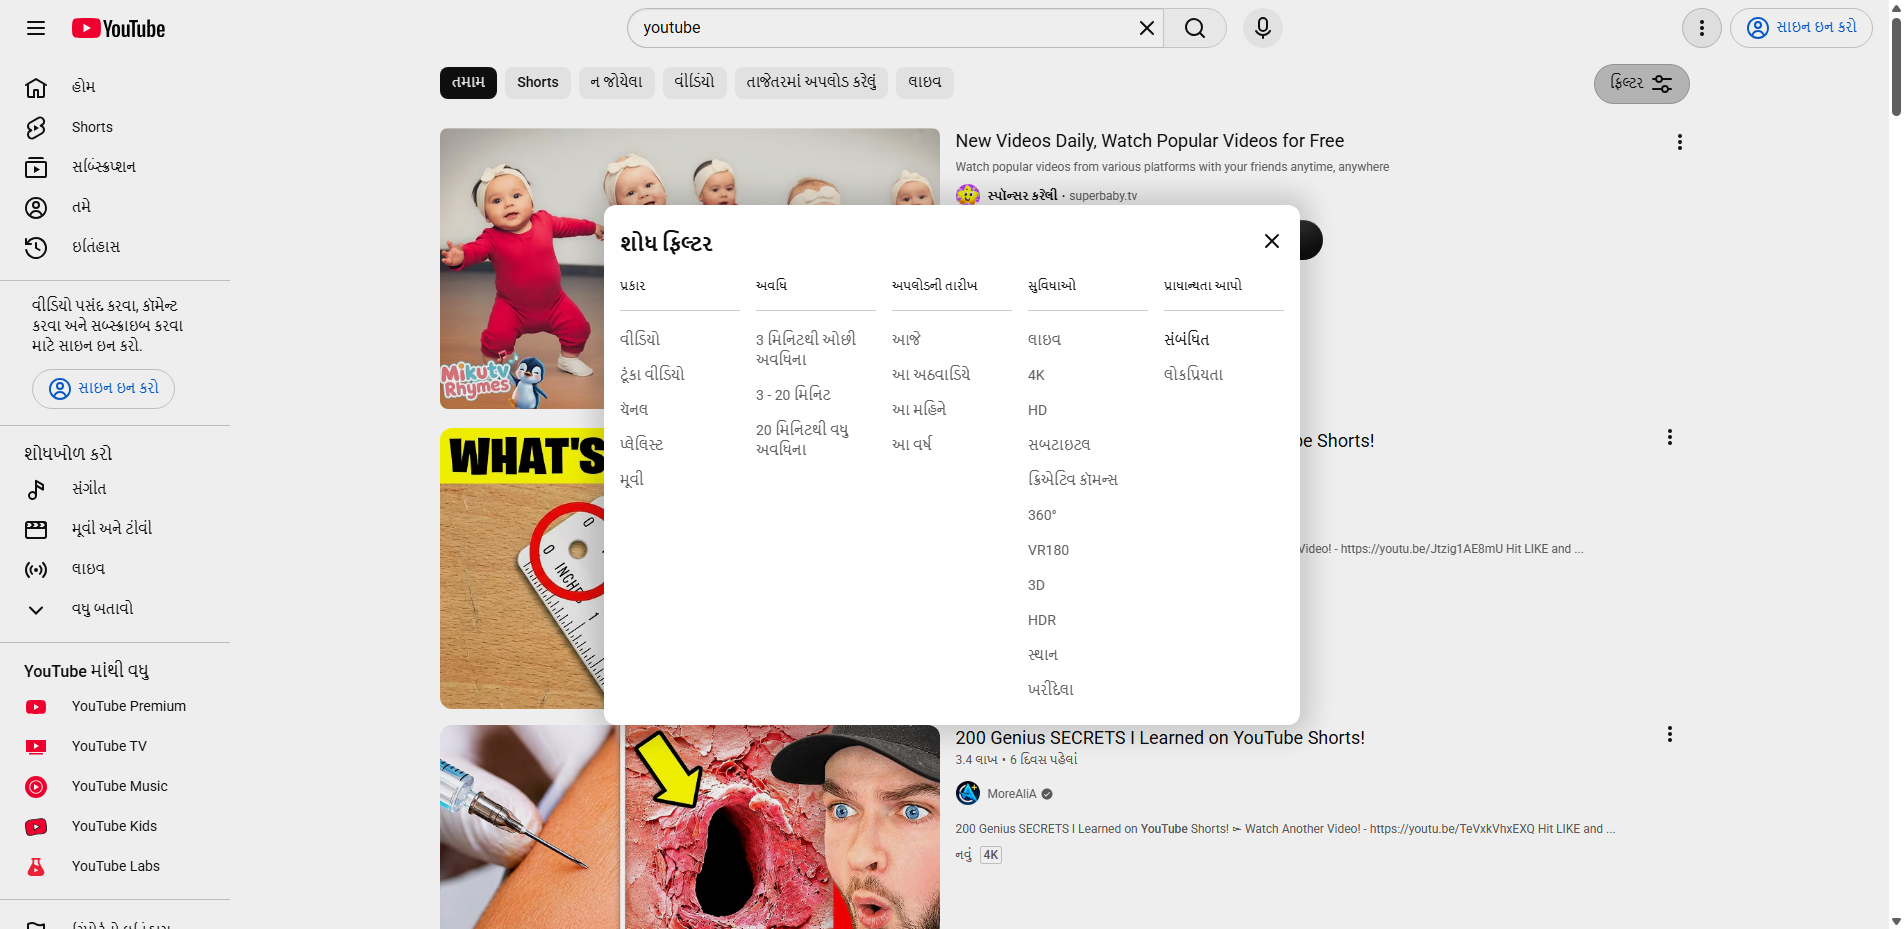 YouTube
youtube
સાઇન ઇન કરો
હોમ
Shorts
સબ્સ્ક્રિપ્શન
તમે
ઇતિહાસ
વીડિયો પસંદ કરવા, કૉમેન્ટ
કરવા અને સબ્સ્ક્રાઇબ કરવા
માટે સાઇન ઇન કરો.
સાઇન ઇન કરો
શોધખોળ કરો
સંગીત
મૂવી અને ટીવી
લાઇવ
વધુ બતાવો
YouTube માંથી વધુ
YouTube Premium
YouTube TV
YouTube Music
YouTube Kids
YouTube Labs
તમામ Shorts ન જોયેલા વીડિયો તાજેતરમાં અપલોડ કરેલું લાઇવ
ફિલ્ટર
New Videos Daily, Watch Popular Videos for Free
Watch popular videos from various platforms with your friends anytime, anywhere
સ્પૉન્સર કરેલી · superbaby.tv
Mikutv
Rhymes
શોધ ફિલ્ટર
પ્રકાર
વીડિયો
ટૂંકા વીડિયો
ચૅનલ
પ્લેલિસ્ટ
મૂવી
અવધિ
3 મિનિટથી ઓછી
અવધિના
3 - 20 મિનિટ
20 મિનિટથી વધુ
અવધિના
અપલોડની તારીખ
આજે
આ અઠવાડિયે
આ મહિને
આ વર્ષ
સુવિધાઓ
લાઇવ
4K
HD
સબટાઇટલ
ક્રિએટિવ કૉમન્સ
360°
VR180
3D
HDR
સ્થાન
ખરીદેલા
પ્રાધાન્યતા આપો
સંબંધિત
લોકપ્રિયતા
WHAT'S
0
0
INCHES
be Shorts!
Video! - https://youtu.be/Jtzig1AE8mU Hit LIKE and ...
200 Genius SECRETS I Learned on YouTube Shorts!
3.4 લાખ • 6 દિવસ પહેલાં
MoreAliA
200 Genius SECRETS I Learned on YouTube Shorts! ➛ Watch Another Video! - https://youtu.be/TeVxkVhxEXQ Hit LIKE and ...
નવું 4K